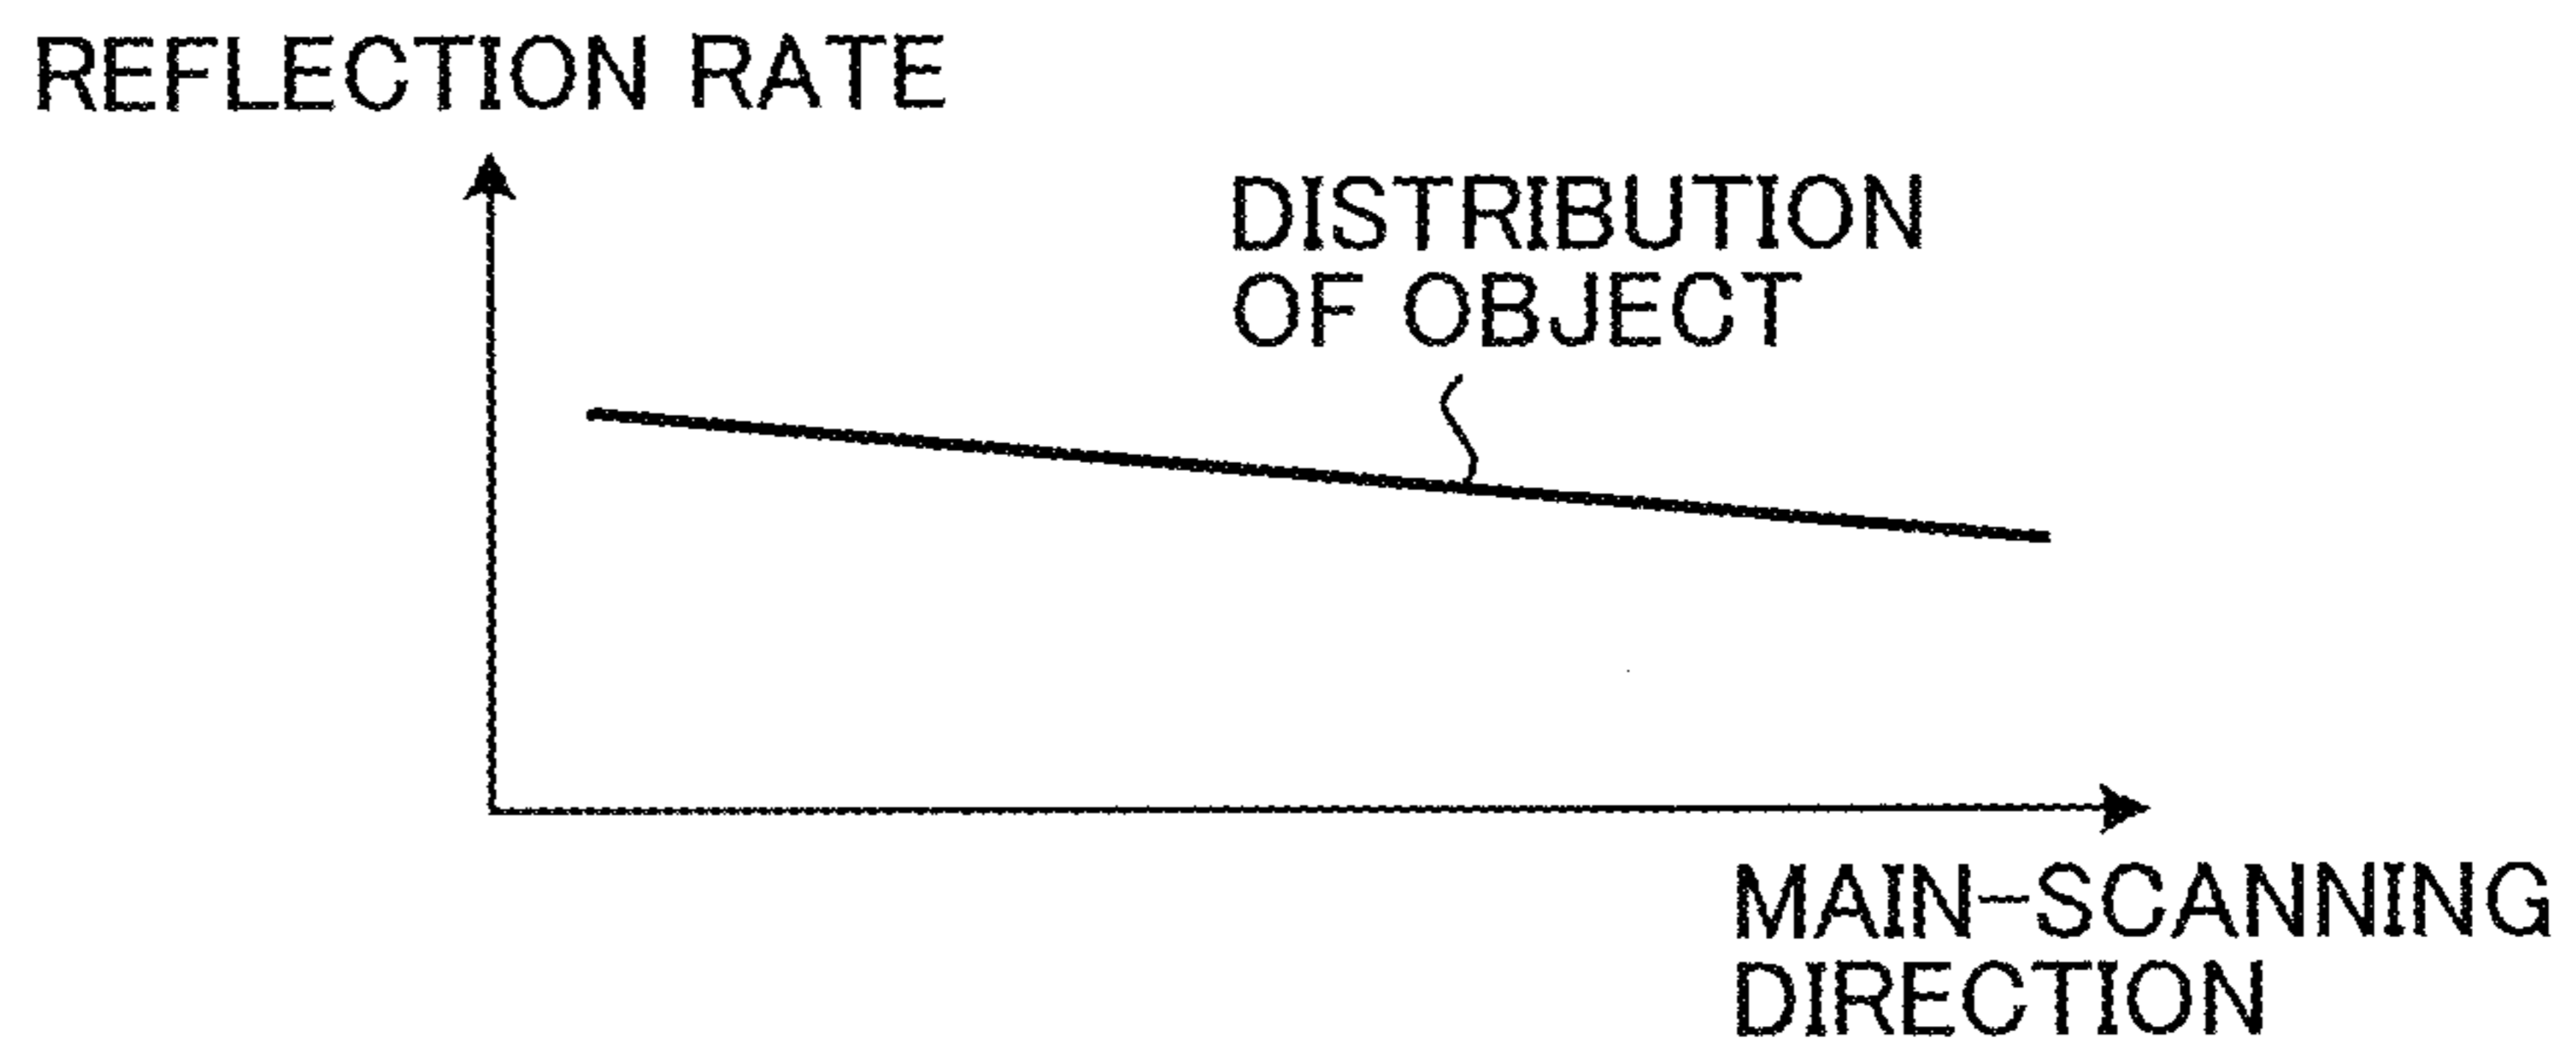 REFLECTION RATE
DISTRIBUTION
OF OBJECT
MAIN-SCANNING
DIRECTION